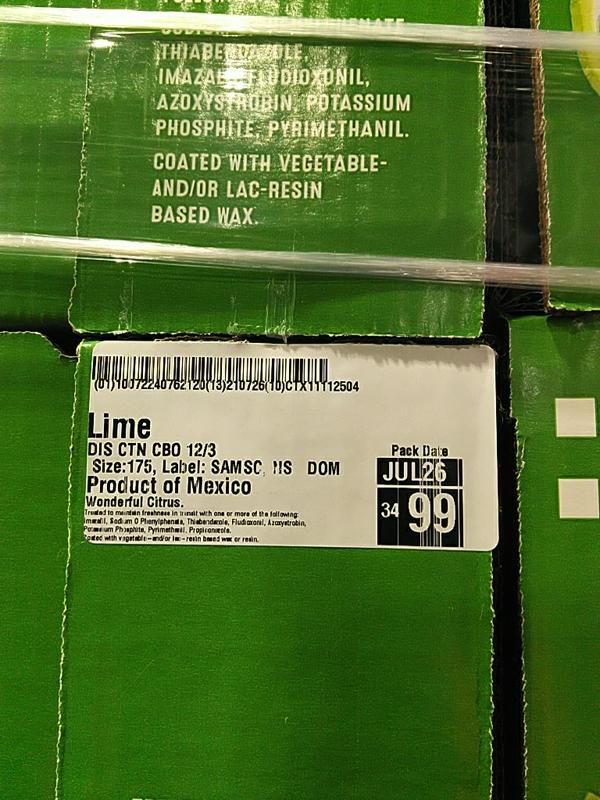 THIABENDAZOLE,
IMAZALIL, FLUDIOXONIL,
AZOXYSTROBIN, POTASSIUM
PHOSPHITE, PYRIMETHANIL.
COATED WITH VEGETABLE-
AND/OR LAC-RESIN
BASED WAX.
(01)10072240762120(13)210726(10)CTX11112504
Lime
DIS CTN CBO 12/3
Size:175, Label: SAMSC, NS DOM
Product of Mexico
Wonderful Citrus.
Treated to maintain freshness in transit with one or more of the following:
Imazalil, Sodium O Phenylphenate, Thiabendazole, Fludioxonil, Azoxystrobin,
Potassium Phosphite, Pyrimethanil, Propiconazole.
Coated with vegetable-and/or lac-resin based wax or resin.
Pack Date
JUL26
34 99